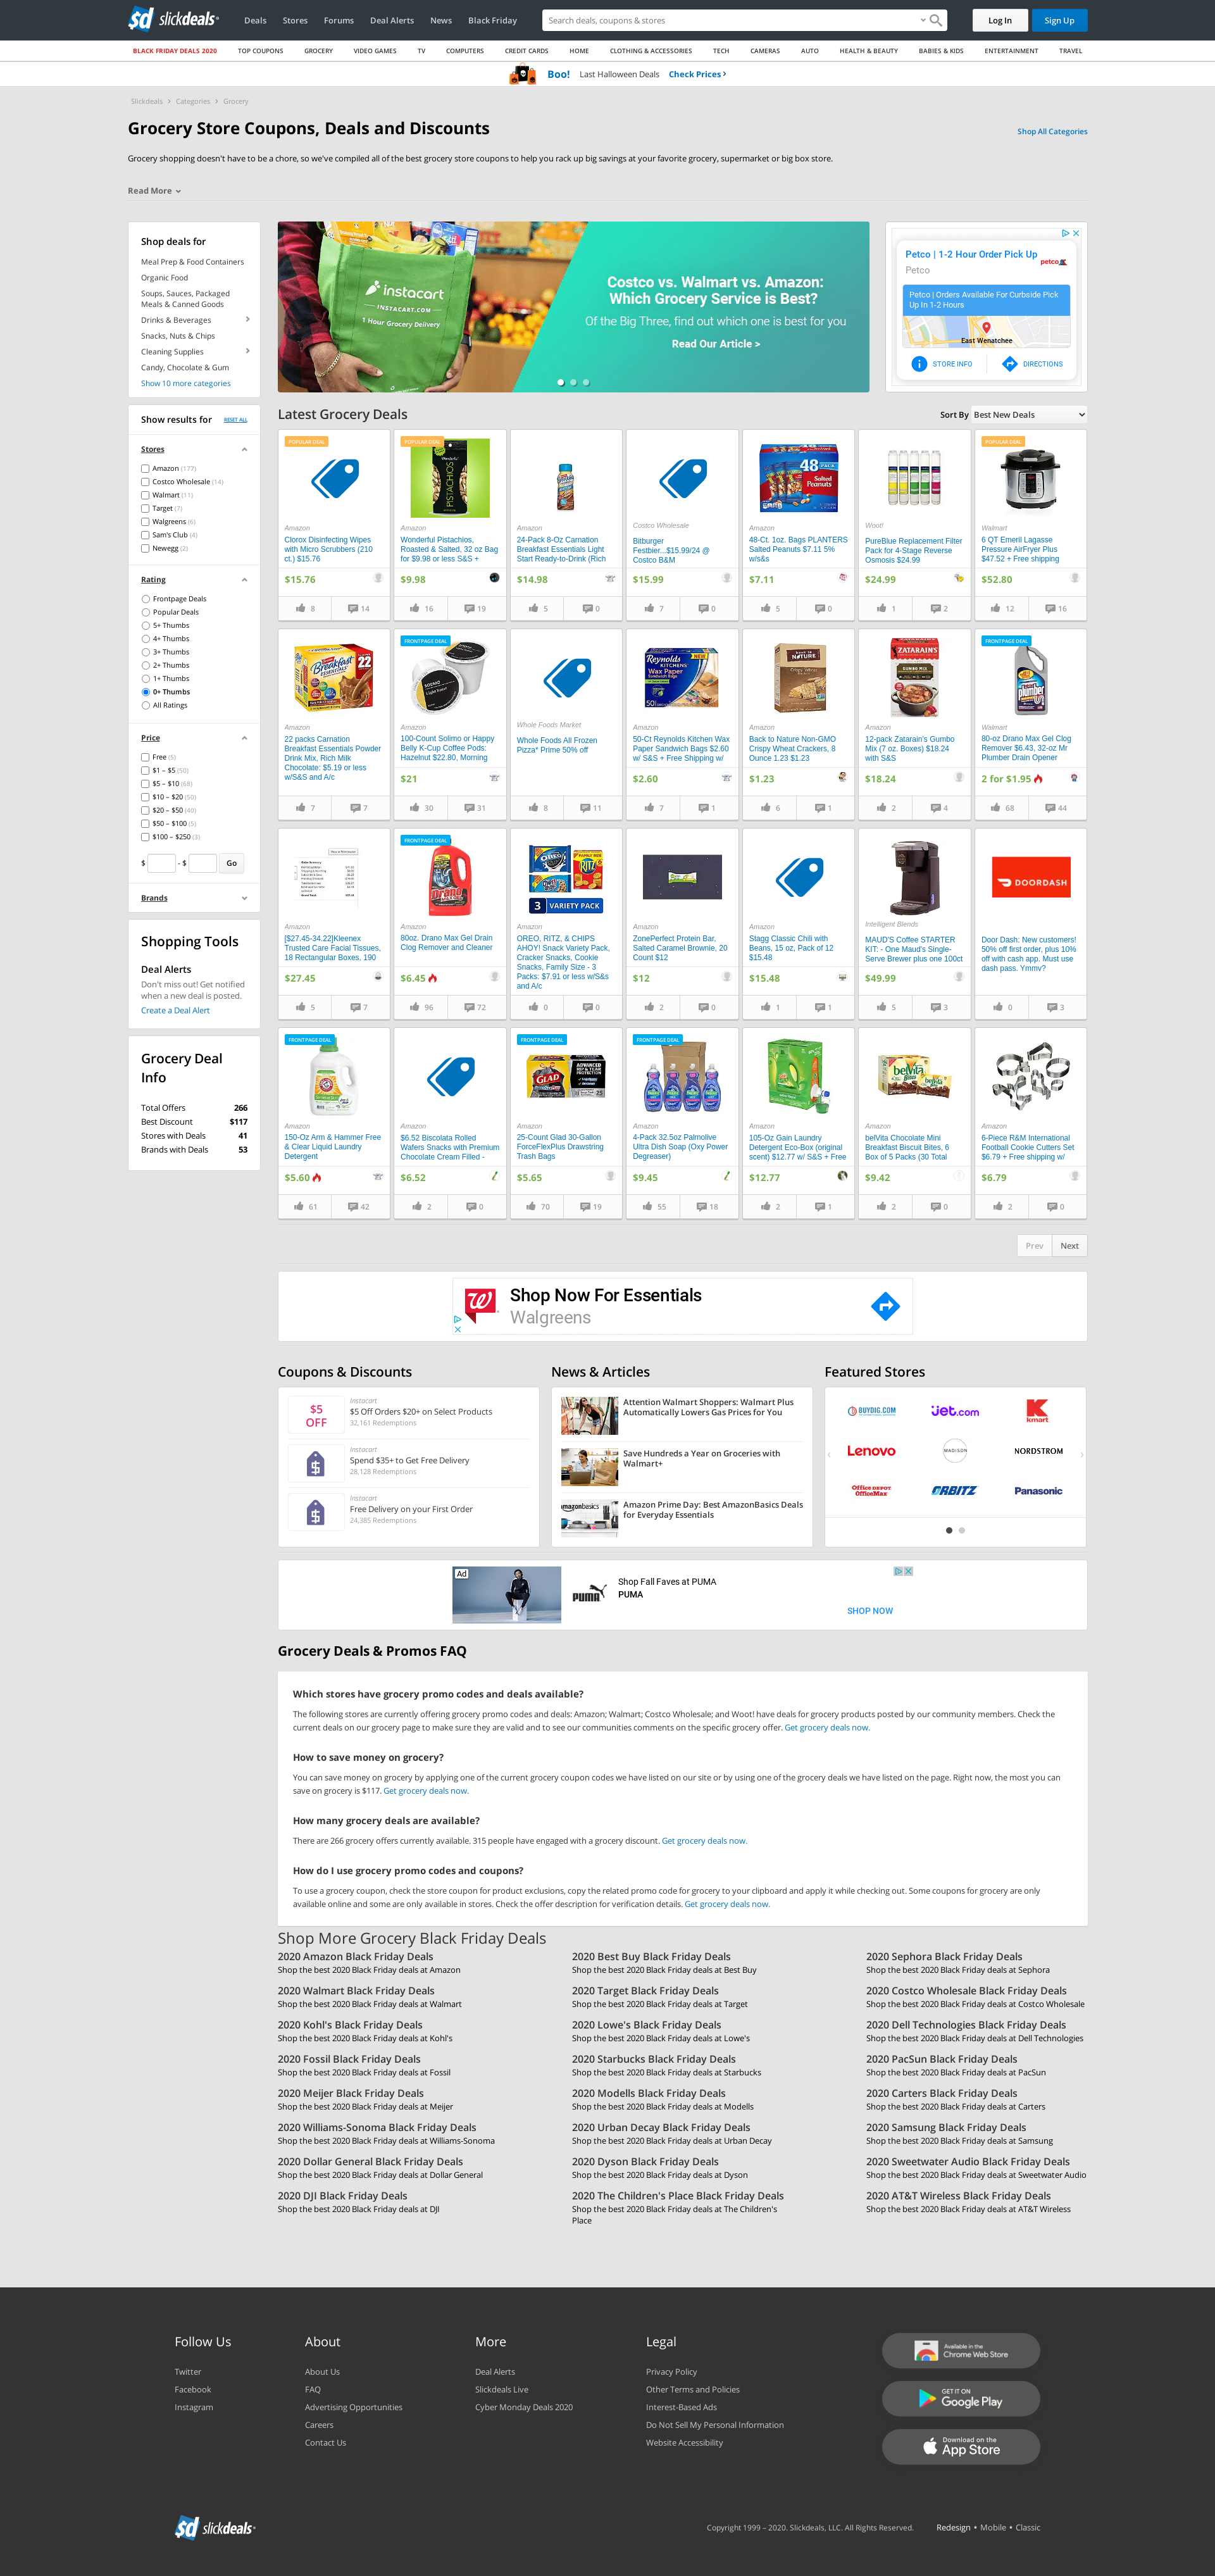 slickdeals
Deals Stores Forums Deal Alerts News Black Friday
Search deals, coupons & stores
Log In Sign Up
BLACK FRIDAY DEALS 2020 TOP COUPONS GROCERY VIDEO GAMES TV COMPUTERS CREDIT CARDS HOME CLOTHING & ACCESSORIES TECH CAMERAS AUTO HEALTH & BEAUTY BABIES & KIDS ENTERTAINMENT TRAVEL
Boo! Last Halloween Deals Check Prices
Slickdeals Categories Grocery
Grocery Store Coupons, Deals and Discounts
Shop All Categories
Grocery shopping doesn't have to be a chore, so we've compiled all of the best grocery store coupons to help you rack up big savings at your favorite grocery, supermarket or big box store.
Read More
Shop deals for
Meal Prep & Food Containers
Organic Food
Soups, Sauces, Packaged
Meals & Canned Goods
Drinks & Beverages
Snacks, Nuts & Chips
Cleaning Supplies
Candy, Chocolate & Gum
Show 10 more categories
Show results for RESET ALL
Stores
Amazon (177)
Costco Wholesale (14)
Walmart (11)
Target (7)
Walgreens (6)
Sam's Club (4)
Newegg (2)
Rating
Frontpage Deals
Popular Deals
5+ Thumbs
4+ Thumbs
3+ Thumbs
2+ Thumbs
1+ Thumbs
0+ Thumbs
All Ratings
Price
Free (5)
$1 – $5 (50)
$5 – $10 (68)
$10 – $20 (50)
$20 – $50 (40)
$50 – $100 (5)
$100 – $250 (3)
$ - $ Go
Brands
Shopping Tools
Deal Alerts
Don't miss out! Get notified
when a new deal is posted.
Create a Deal Alert
Grocery Deal
Info
Total Offers 266
Best Discount $117
Stores with Deals 41
Brands with Deals 53
instacart
INSTACART.COM
1 Hour Grocery Delivery
Costco vs. Walmart vs. Amazon:
Which Grocery Service is Best?
Of the Big Three, find out which one is best for you
Read Our Article >
Petco | 1-2 Hour Order Pick Up
Petco
petco
Petco | Orders Available For Curbside Pick
Up In 1-2 Hours
East Wenatchee
STORE INFO DIRECTIONS
Latest Grocery Deals
Sort By Best New Deals
POPULAR DEAL
Amazon
Clorox Disinfecting Wipes
with Micro Scrubbers (210
ct.) $15.76
$15.76
8 14
POPULAR DEAL
PISTACHIOS
Amazon
Wonderful Pistachios,
Roasted & Salted, 32 oz Bag
for $9.98 or less S&S +
$9.98
16 19
Amazon
24-Pack 8-Oz Carnation
Breakfast Essentials Light
Start Ready-to-Drink (Rich
$14.98
5 0
Costco Wholesale
Bitburger
Festbier...$15.99/24 @
Costco B&M
$15.99
7 0
48 PACK
Salted
Peanuts
Amazon
48-Ct. 1oz. Bags PLANTERS
Salted Peanuts $7.11 5%
w/s&s
$7.11
5 0
Woot!
PureBlue Replacement Filter
Pack for 4-Stage Reverse
Osmosis $24.99
$24.99
1 2
POPULAR DEAL
Walmart
6 QT Emeril Lagasse
Pressure AirFryer Plus
$47.52 + Free shipping
$52.80
12 16
Breakfast
22
Amazon
22 packs Carnation
Breakfast Essentials Powder
Drink Mix, Rich Milk
Chocolate: $5.19 or less
w/S&S and A/c
7 7
FRONTPAGE DEAL
Amazon
100-Count Solimo or Happy
Belly K-Cup Coffee Pods:
Hazelnut $22.80, Morning
$21
30 31
Whole Foods Market
Whole Foods All Frozen
Pizza* Prime 50% off
8 11
Reynolds
KITCHENS
NEW
Wax Paper
50
Amazon
50-Ct Reynolds Kitchen Wax
Paper Sandwich Bags $2.60
w/ S&S + Free Shipping w/
$2.60
7 1
NATURE
Amazon
Back to Nature Non-GMO
Crispy Wheat Crackers, 8
Ounce 1.23 $1.23
$1.23
6 1
ZATARAIN'S
GUMBO
MIX
Amazon
12-pack Zatarain's Gumbo
Mix (7 oz. Boxes) $18.24
with S&S
$18.24
2 4
FRONTPAGE DEAL
Walmart
80-oz Drano Max Gel Clog
Remover $6.43, 32-oz Mr
Plumber Drain Opener
2 for $1.95
68 44
Amazon
[$27.45-34.22]Kleenex
Trusted Care Facial Tissues,
18 Rectangular Boxes, 190
$27.45
5 7
FRONTPAGE DEAL
Drano
Amazon
80oz. Drano Max Gel Drain
Clog Remover and Cleaner
$6.45
96 72
OREO
RITZ
3 VARIETY PACK
Amazon
OREO, RITZ, & CHIPS
AHOY! Snack Variety Pack,
Cracker Snacks, Cookie
Snacks, Family Size - 3
Packs: $7.91 or less w/S&s
and A/c
0 0
Amazon
ZonePerfect Protein Bar,
Salted Caramel Brownie, 20
Count $12
$12
2 0
Amazon
Stagg Classic Chili with
Beans, 15 oz, Pack of 12
$15.48
$15.48
1 1
Intelligent Blends
MAUD'S Coffee STARTER
KIT: - One Maud's Single-
Serve Brewer plus one 100ct
$49.99
5 3
DOORDASH
Door Dash: New customers!
50% off first order, plus 10%
off with cash app. Must use
dash pass. Ymmv?
0 3
FRONTPAGE DEAL
Amazon
150-Oz Arm & Hammer Free
& Clear Liquid Laundry
Detergent
$5.60
61 42
Amazon
$6.52 Biscolata Rolled
Wafers Snacks with Premium
Chocolate Cream Filled -
$6.52
2 0
FRONTPAGE DEAL
GLAD
Amazon
25-Count Glad 30-Gallon
ForceFlexPlus Drawstring
Trash Bags
$5.65
70 19
FRONTPAGE DEAL
Amazon
4-Pack 32.5oz Palmolive
Ultra Dish Soap (Oxy Power
Degreaser)
$9.45
55 18
Amazon
105-Oz Gain Laundry
Detergent Eco-Box (original
scent) $12.77 w/ S&S + Free
$12.77
2 1
belVita
Amazon
belVita Chocolate Mini
Breakfast Biscuit Bites, 6
Box of 5 Packs (30 Total
$9.42
2 0
Amazon
6-Piece R&M International
Football Cookie Cutters Set
$6.79 + Free shipping w/
$6.79
2 0
Prev Next
Shop Now For Essentials
Walgreens
Coupons & Discounts
$5
OFF
Instacart
$5 Off Orders $20+ on Select Products
32,161 Redemptions
Instacart
Spend $35+ to Get Free Delivery
28,128 Redemptions
Instacart
Free Delivery on your First Order
24,385 Redemptions
News & Articles
Attention Walmart Shoppers: Walmart Plus
Automatically Lowers Gas Prices for You
Save Hundreds a Year on Groceries with
Walmart+
amazonbasics
Amazon Prime Day: Best AmazonBasics Deals
for Everyday Essentials
Featured Stores
BUYDIG.COM jet.com Kmart
Lenovo MADISON NORDSTROM
Office DEPOT OfficeMax ORBITZ Panasonic
Ad
PUMA
Shop Fall Faves at PUMA
PUMA
SHOP NOW
Grocery Deals & Promos FAQ
Which stores have grocery promo codes and deals available?
The following stores are currently offering grocery promo codes and deals: Amazon; Walmart; Costco Wholesale; and Woot! have deals for grocery products posted by our community members. Check the
current deals on our grocery page to make sure they are valid and to see our communities comments on the specific grocery offer. Get grocery deals now.
How to save money on grocery?
You can save money on grocery by applying one of the current grocery coupon codes we have listed on our site or by using one of the grocery deals we have listed on the page. Right now, the most you can
save on grocery is $117. Get grocery deals now.
How many grocery deals are available?
There are 266 grocery offers currently available. 315 people have engaged with a grocery discount. Get grocery deals now.
How do I use grocery promo codes and coupons?
To use a grocery coupon, check the store coupon for product exclusions, copy the related promo code for grocery to your clipboard and apply it while checking out. Some coupons for grocery are only
available online and some are only available in stores. Check the offer description for verification details. Get grocery deals now.
Shop More Grocery Black Friday Deals
2020 Amazon Black Friday Deals
Shop the best 2020 Black Friday deals at Amazon
2020 Best Buy Black Friday Deals
Shop the best 2020 Black Friday deals at Best Buy
2020 Sephora Black Friday Deals
Shop the best 2020 Black Friday deals at Sephora
2020 Walmart Black Friday Deals
Shop the best 2020 Black Friday deals at Walmart
2020 Target Black Friday Deals
Shop the best 2020 Black Friday deals at Target
2020 Costco Wholesale Black Friday Deals
Shop the best 2020 Black Friday deals at Costco Wholesale
2020 Kohl's Black Friday Deals
Shop the best 2020 Black Friday deals at Kohl's
2020 Lowe's Black Friday Deals
Shop the best 2020 Black Friday deals at Lowe's
2020 Dell Technologies Black Friday Deals
Shop the best 2020 Black Friday deals at Dell Technologies
2020 Fossil Black Friday Deals
Shop the best 2020 Black Friday deals at Fossil
2020 Starbucks Black Friday Deals
Shop the best 2020 Black Friday deals at Starbucks
2020 PacSun Black Friday Deals
Shop the best 2020 Black Friday deals at PacSun
2020 Meijer Black Friday Deals
Shop the best 2020 Black Friday deals at Meijer
2020 Modells Black Friday Deals
Shop the best 2020 Black Friday deals at Modells
2020 Carters Black Friday Deals
Shop the best 2020 Black Friday deals at Carters
2020 Williams-Sonoma Black Friday Deals
Shop the best 2020 Black Friday deals at Williams-Sonoma
2020 Urban Decay Black Friday Deals
Shop the best 2020 Black Friday deals at Urban Decay
2020 Samsung Black Friday Deals
Shop the best 2020 Black Friday deals at Samsung
2020 Dollar General Black Friday Deals
Shop the best 2020 Black Friday deals at Dollar General
2020 Dyson Black Friday Deals
Shop the best 2020 Black Friday deals at Dyson
2020 Sweetwater Audio Black Friday Deals
Shop the best 2020 Black Friday deals at Sweetwater Audio
2020 DJI Black Friday Deals
Shop the best 2020 Black Friday deals at DJI
2020 The Children's Place Black Friday Deals
Shop the best 2020 Black Friday deals at The Children's
Place
2020 AT&T Wireless Black Friday Deals
Shop the best 2020 Black Friday deals at AT&T Wireless
Follow Us
Twitter
Facebook
Instagram
About
About Us
FAQ
Advertising Opportunities
Careers
Contact Us
More
Deal Alerts
Slickdeals Live
Cyber Monday Deals 2020
Legal
Privacy Policy
Other Terms and Policies
Interest-Based Ads
Do Not Sell My Personal Information
Website Accessibility
Available in the
Chrome Web Store
GET IT ON
Google Play
Download on the
App Store
slickdeals
Copyright 1999 – 2020. Slickdeals, LLC. All Rights Reserved. Redesign • Mobile • Classic